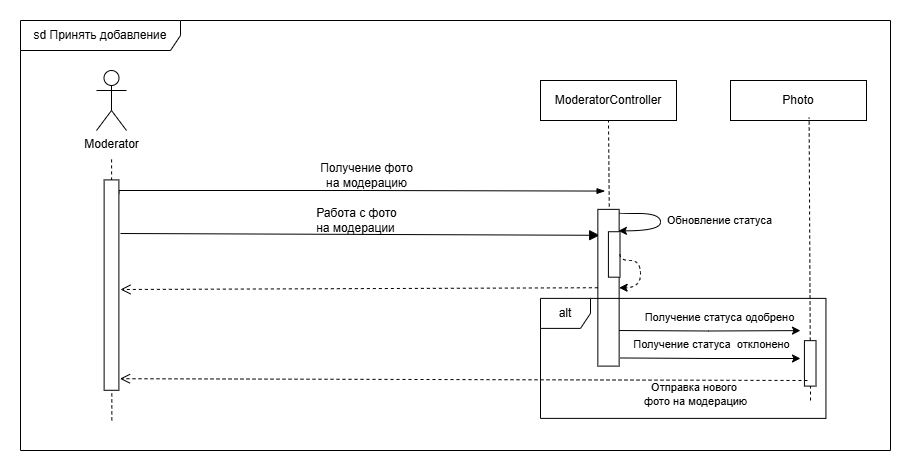 sd Принять добавление
Moderator
ModeratorController
Photo
Получение фото
на модерацию
Работа с фото
на модерации
Обновление статуса
alt
Получение статуса одобрено
Получение статуса отклонено
Отправка нового
фото на модерацию